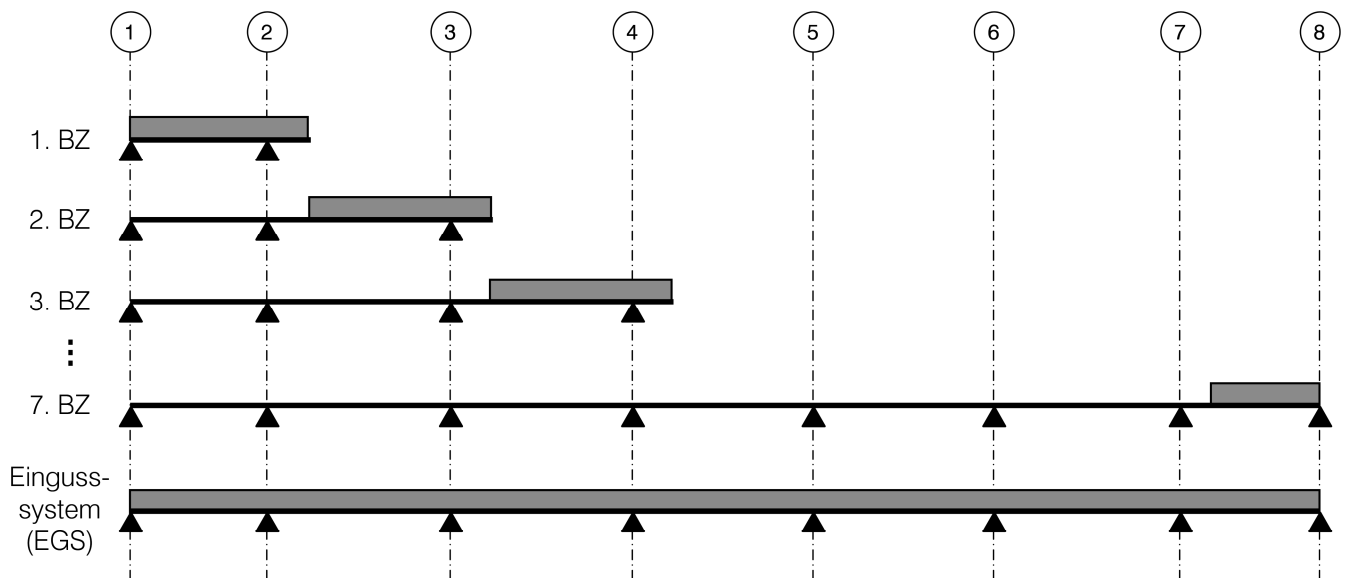 1 2 3 4 5 6 7 8
1. BZ
2. BZ
3. BZ
⋮
7. BZ
Einguss-
system
(EGS)